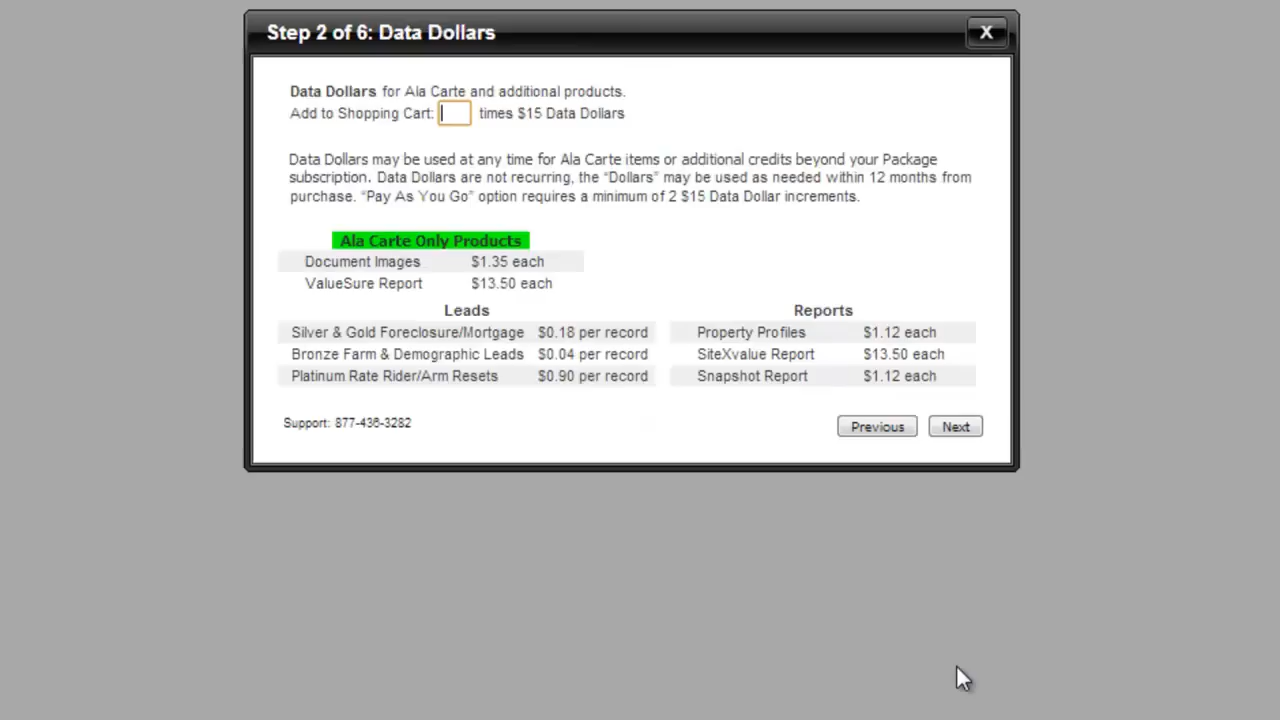 Step 2 of 6: Data Dollars
X
Data Dollars for Ala Carte and additional products.
Add to Shopping Cart: times $15 Data Dollars
Data Dollars may be used at any time for Ala Carte items or additional credits beyond your Package
subscription. Data Dollars are not recurring, the “Dollars” may be used as needed within 12 months from
purchase. “Pay As You Go” option requires a minimum of 2 $15 Data Dollar increments.
Ala Carte Only Products
Document Images $1.35 each
ValueSure Report $13.50 each
Leads
Silver & Gold Foreclosure/Mortgage $0.18 per record
Bronze Farm & Demographic Leads $0.04 per record
Platinum Rate Rider/Arm Resets $0.90 per record
Reports
Property Profiles $1.12 each
SiteXvalue Report $13.50 each
Snapshot Report $1.12 each
Support: 877-436-3282
Previous Next